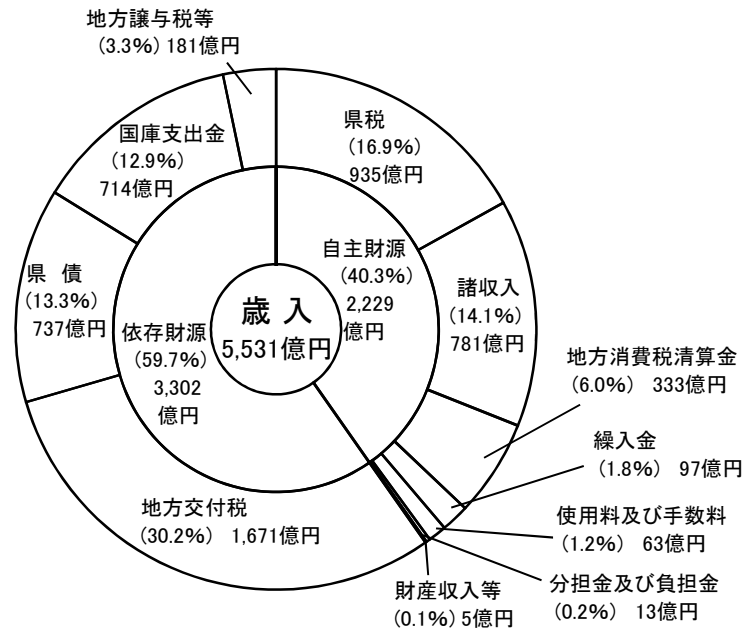 地方譲与税等
(3.3%) 181億円
国庫支出金
(12.9%)
714億円
県税
(16.9%)
935億円
自主財源
(40.3%)
2,229
億円
諸収入
(14.1%)
781億円
県 債
(13.3%)
737億円
歳 入
5,531億円
依存財源
(59.7%)
3,302
億円
地方消費税清算金
(6.0%) 333億円
繰入金
(1.8%) 97億円
地方交付税
(30.2%) 1,671億円
使用料及び手数料
(1.2%) 63億円
分担金及び負担金
(0.2%) 13億円
財産収入等
(0.1%) 5億円